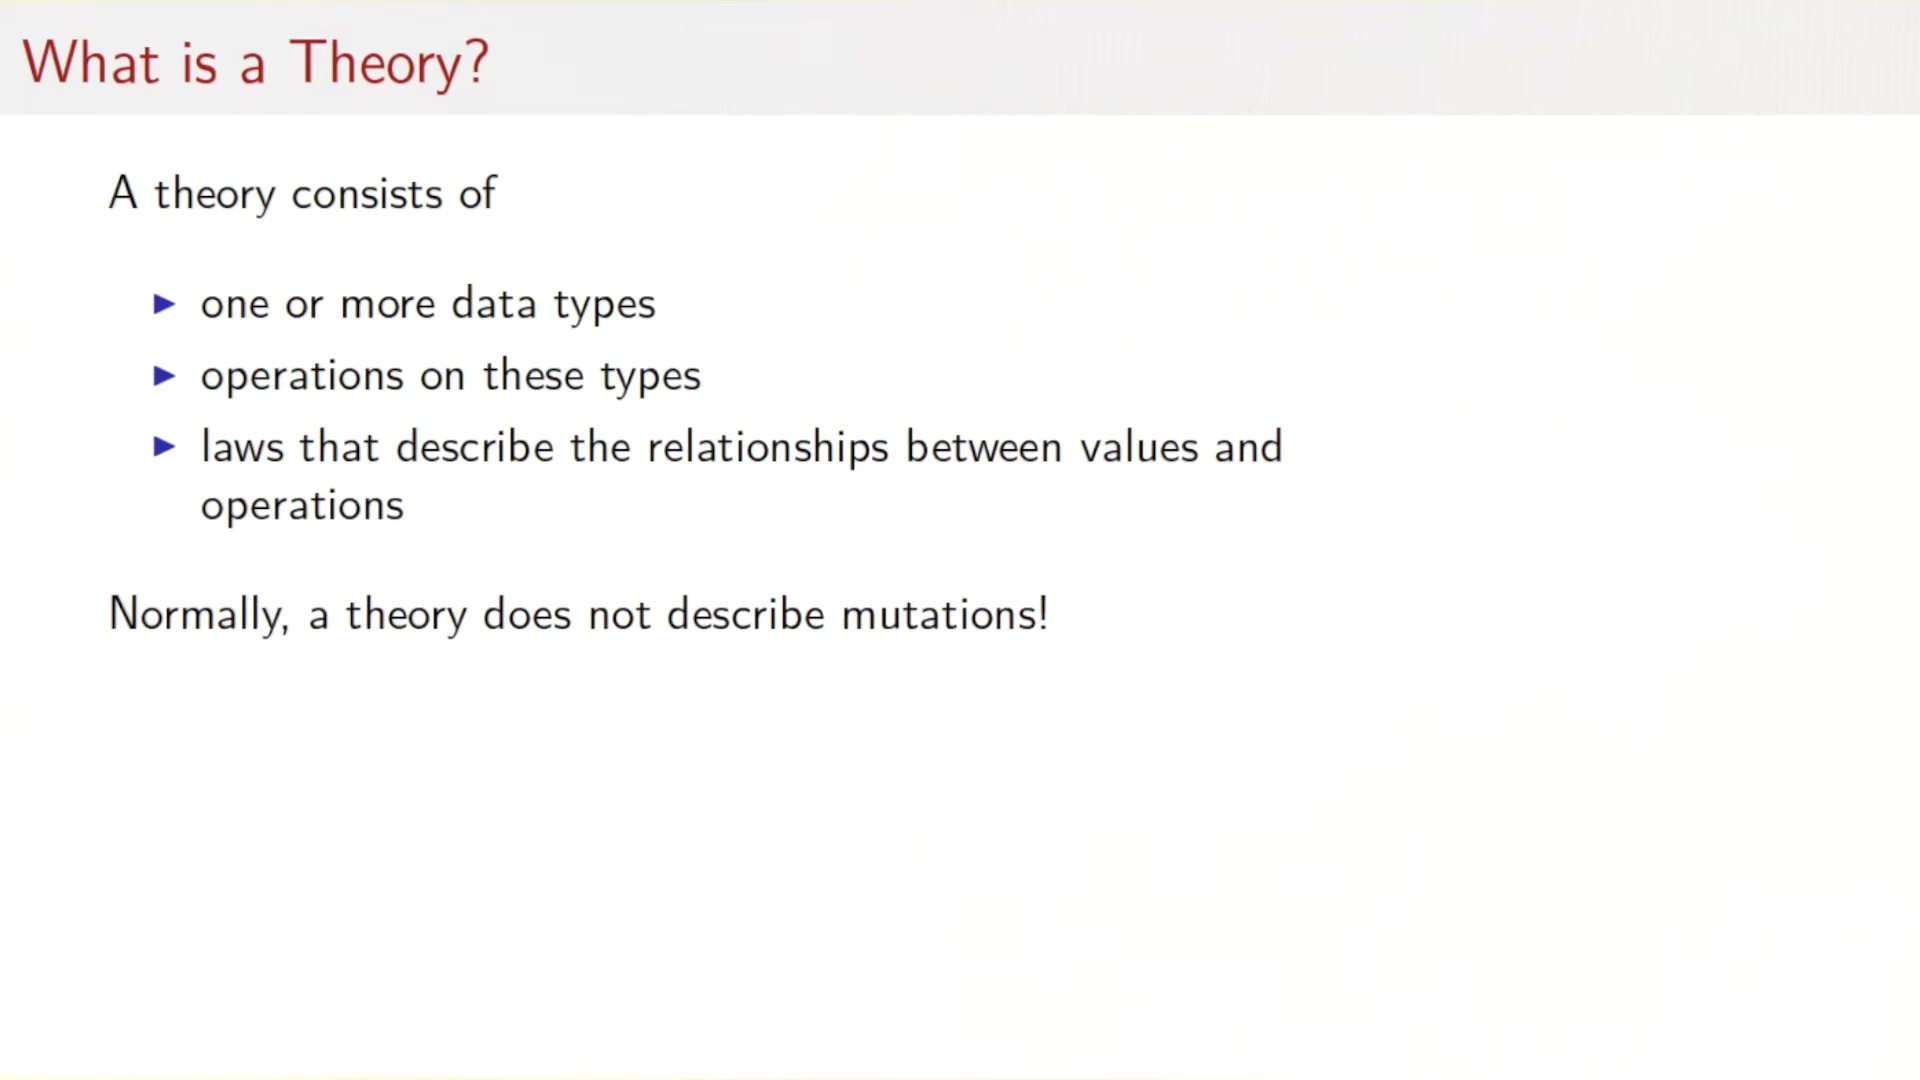 What is a Theory?
A theory consists of
one or more data types
operations on these types
laws that describe the relationships between values and
operations
Normally, a theory does not describe mutations!